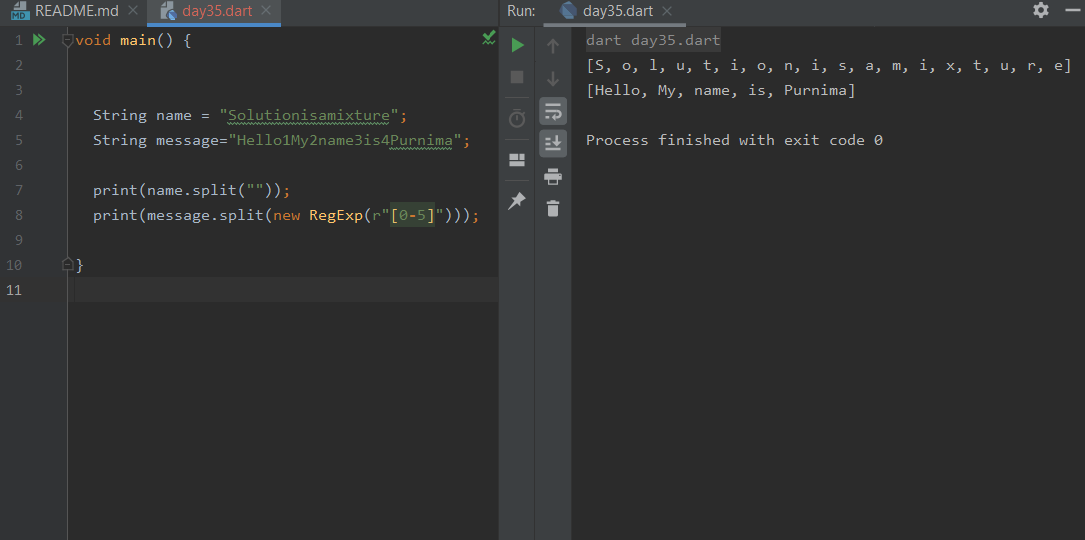 README.md day35.dart
Run: day35.dart
1 void main() {
2
3
4 String name = "Solutionisamixture";
5 String message="Hello1My2name3is4Purnima";
6
7 print(name.split(""));
8 print(message.split(new RegExp(r"[0-5]")));
9
10 }
11
dart day35.dart
[S, o, l, u, t, i, o, n, i, s, a, m, i, x, t, u, r, e]
[Hello, My, name, is, Purnima]
Process finished with exit code 0